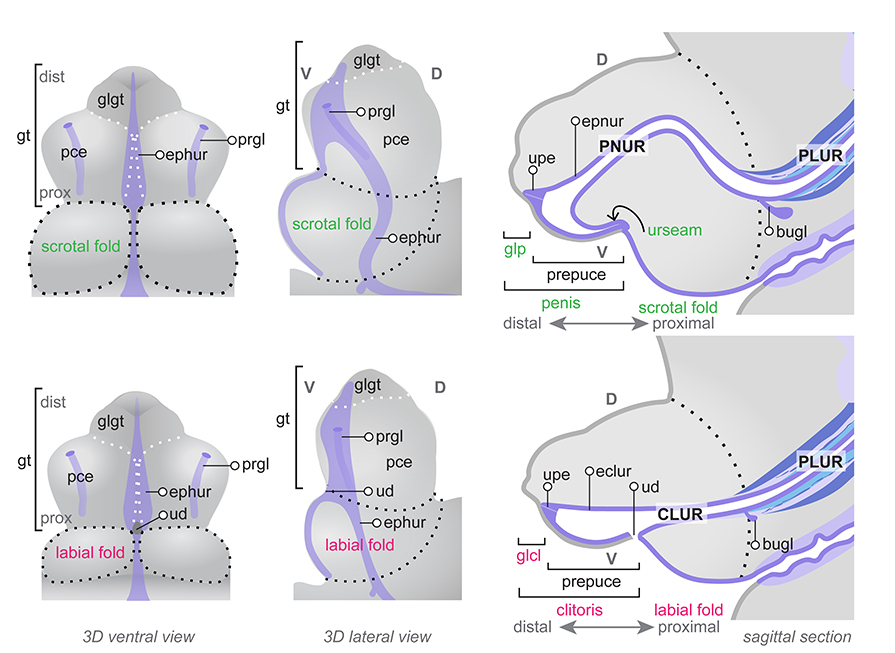 dist
glgt
gt
prgl
pce
ephur
prox
scrotal fold
V
D
glgt
gt
prgl
pce
scrotal fold
ephur
D
epnur
PNUR
upe
PLUR
urseam
bugl
glp
V
prepuce
penis
scrotal fold
distal
proximal
dist
glgt
gt
prgl
pce
ephur
prox
ud
labial fold
V
D
glgt
gt
prgl
pce
ud
ephur
labial fold
D
PLUR
upe
eclur
ud
CLUR
bugl
glcl
V
prepuce
clitoris
labial fold
distal
proximal
3D ventral view
3D lateral view
sagittal section